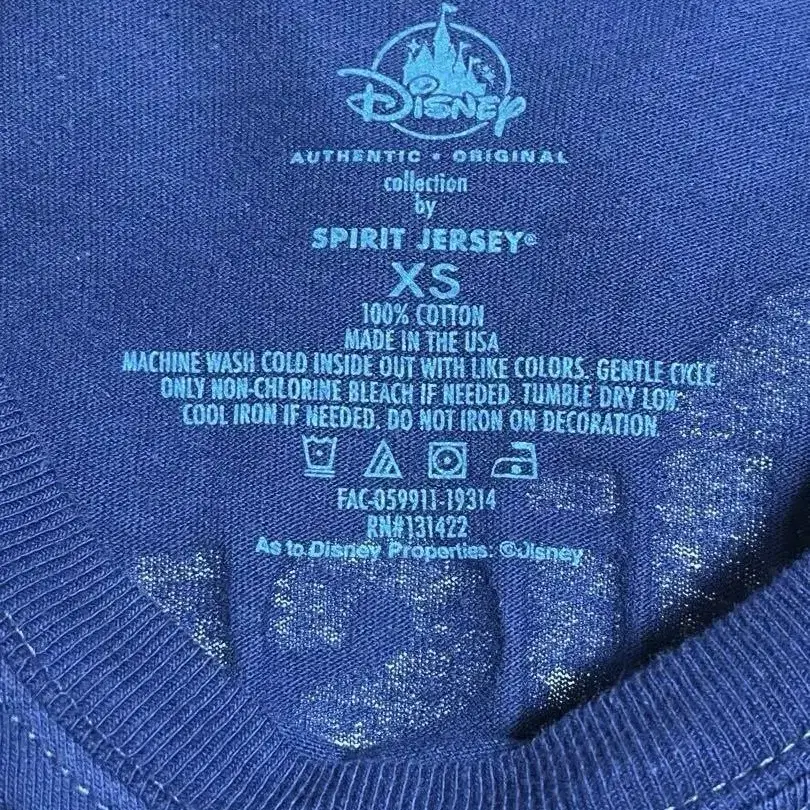 Disney
AUTHENTIC • ORIGINAL
collection
by
SPIRIT JERSEY®
XS
100% COTTON
MADE IN THE USA
MACHINE WASH COLD INSIDE OUT WITH LIKE COLORS. GENTLE CYCLE.
ONLY NON-CHLORINE BLEACH IF NEEDED. TUMBLE DRY LOW.
COOL IRON IF NEEDED. DO NOT IRON ON DECORATION.
FAC-059911-19314
RN#131422
As to Disney Properties: ©Disney